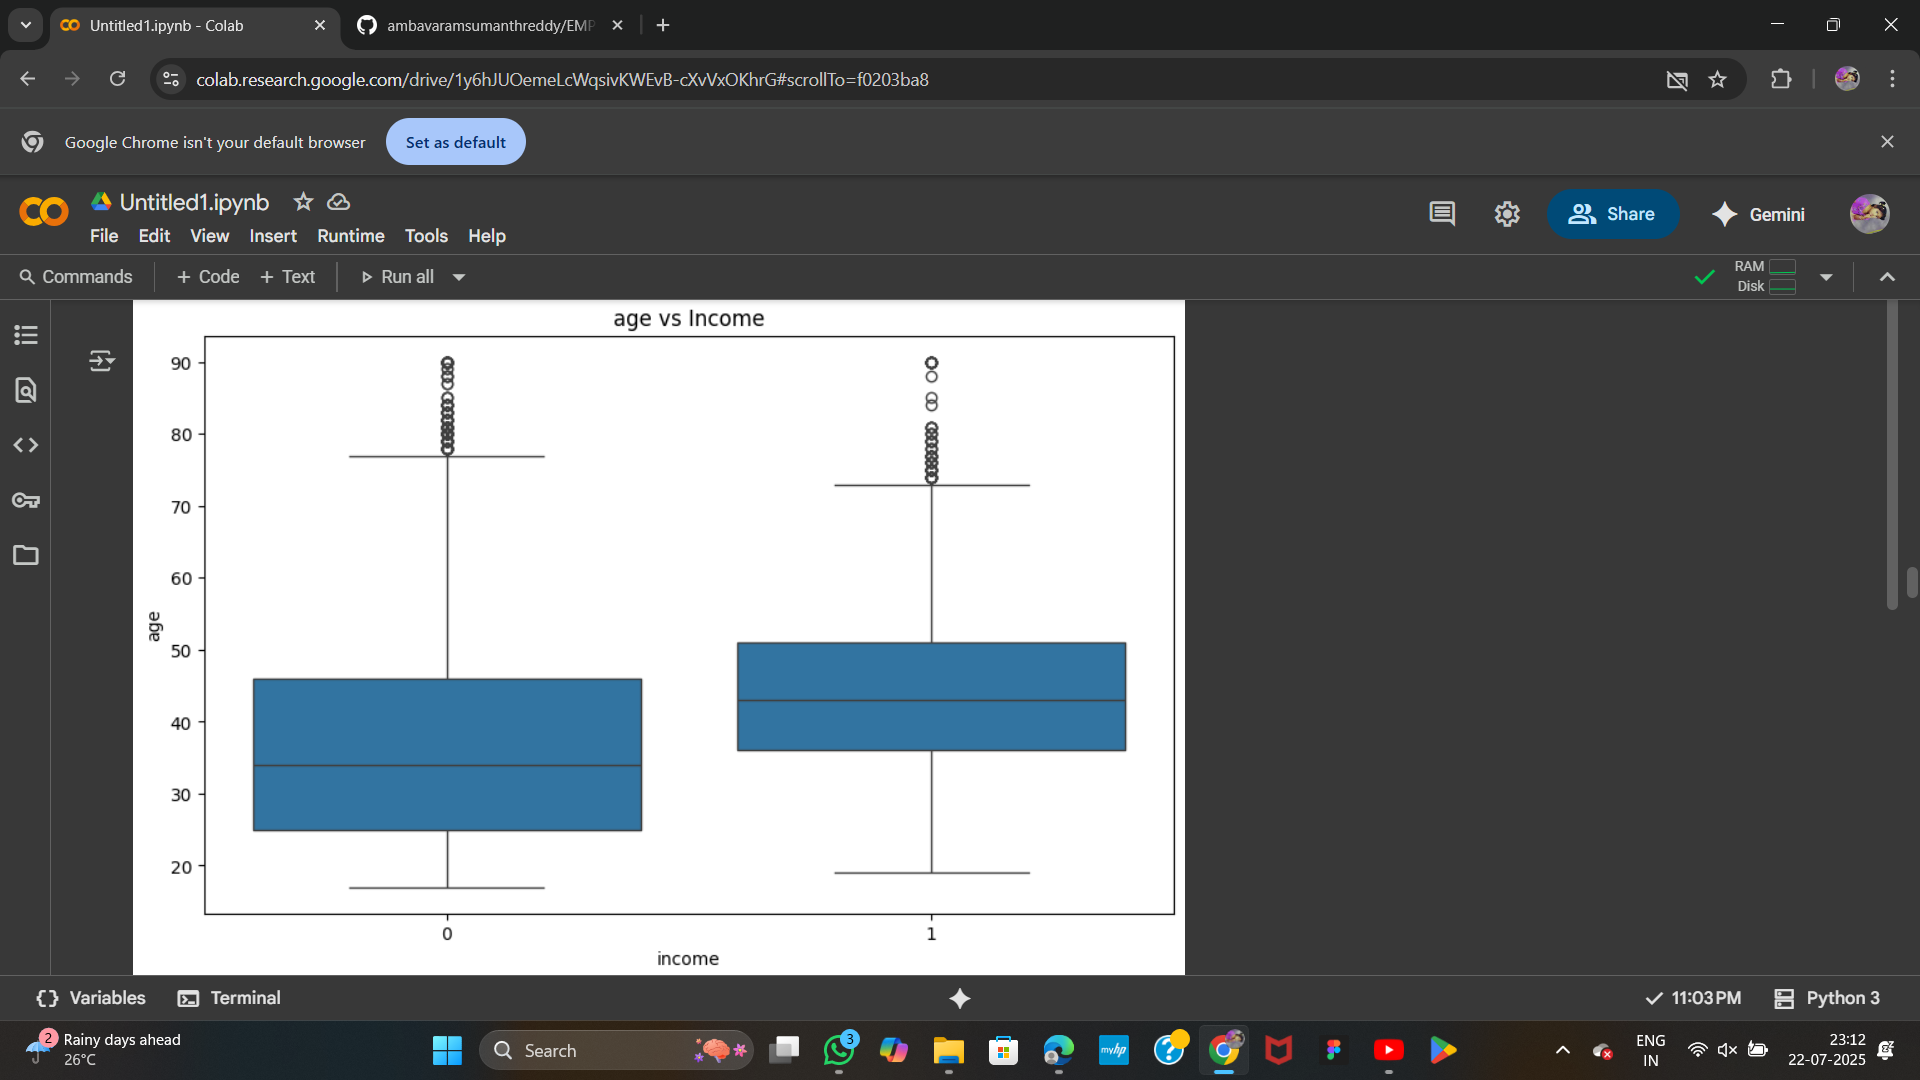 Untitled1.ipynb - Colab
ambavaramsumanthreddy/EMP
colab.research.google.com/drive/1y6hJUOemeLcWqsivKWEvB-cXvVxOKhrG#scrollTo=f0203ba8
Google Chrome isn't your default browser
Set as default
Untitled1.ipynb
File Edit View Insert Runtime Tools Help
Share
Gemini
Commands + Code + Text Run all
RAM
Disk
age vs Income
90
80
70
60
50
40
30
20
age
0 1
income
Variables Terminal
11:03 PM Python 3
2
Rainy days ahead
26°C
Search
3
myhp
ENG
IN
23:12
22-07-2025